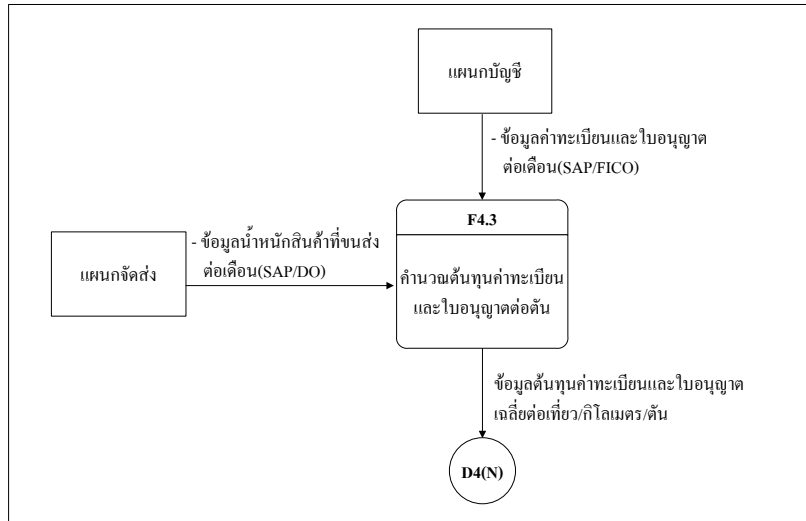 แผนกบัญชี
- ข้อมูลค่าทะเบียนและใบอนุญาต
ต่อเดือน(SAP/FICO)
F4.3
- ข้อมูลน้ำหนักสินค้าที่ขนส่ง
ต่อเดือน(SAP/DO)
แผนกจัดส่ง
คำนวณต้นทุนค่าทะเบียน
และใบอนุญาตต่อตัน
ข้อมูลต้นทุนค่าทะเบียนและใบอนุญาต
เฉลี่ยต่อเที่ยว/กิโลเมตร/ตัน
D4(N)